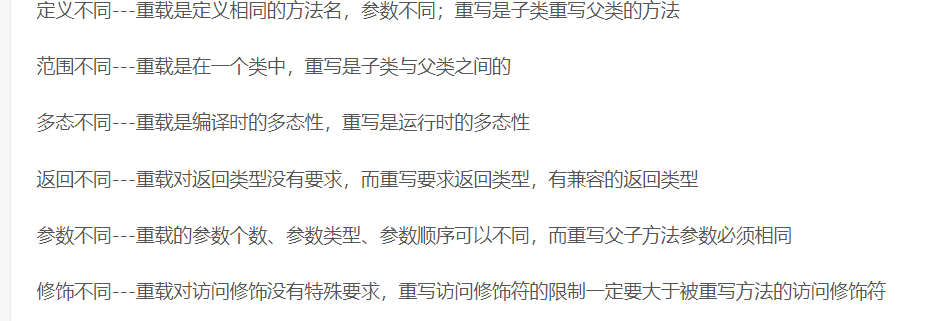 定义不同---重载是定义相同的方法名，参数不同；重写是子类重写父类的方法
范围不同---重载是在一个类中，重写是子类与父类之间的
多态不同---重载是编译时的多态性，重写是运行时的多态性
返回不同---重载对返回类型没有要求，而重写要求返回类型，有兼容的返回类型
参数不同---重载的参数个数、参数类型、参数顺序可以不同，而重写父子方法参数必须相同
修饰不同---重载对访问修饰没有特殊要求，重写访问修饰符的限制一定要大于被重写方法的访问修饰符